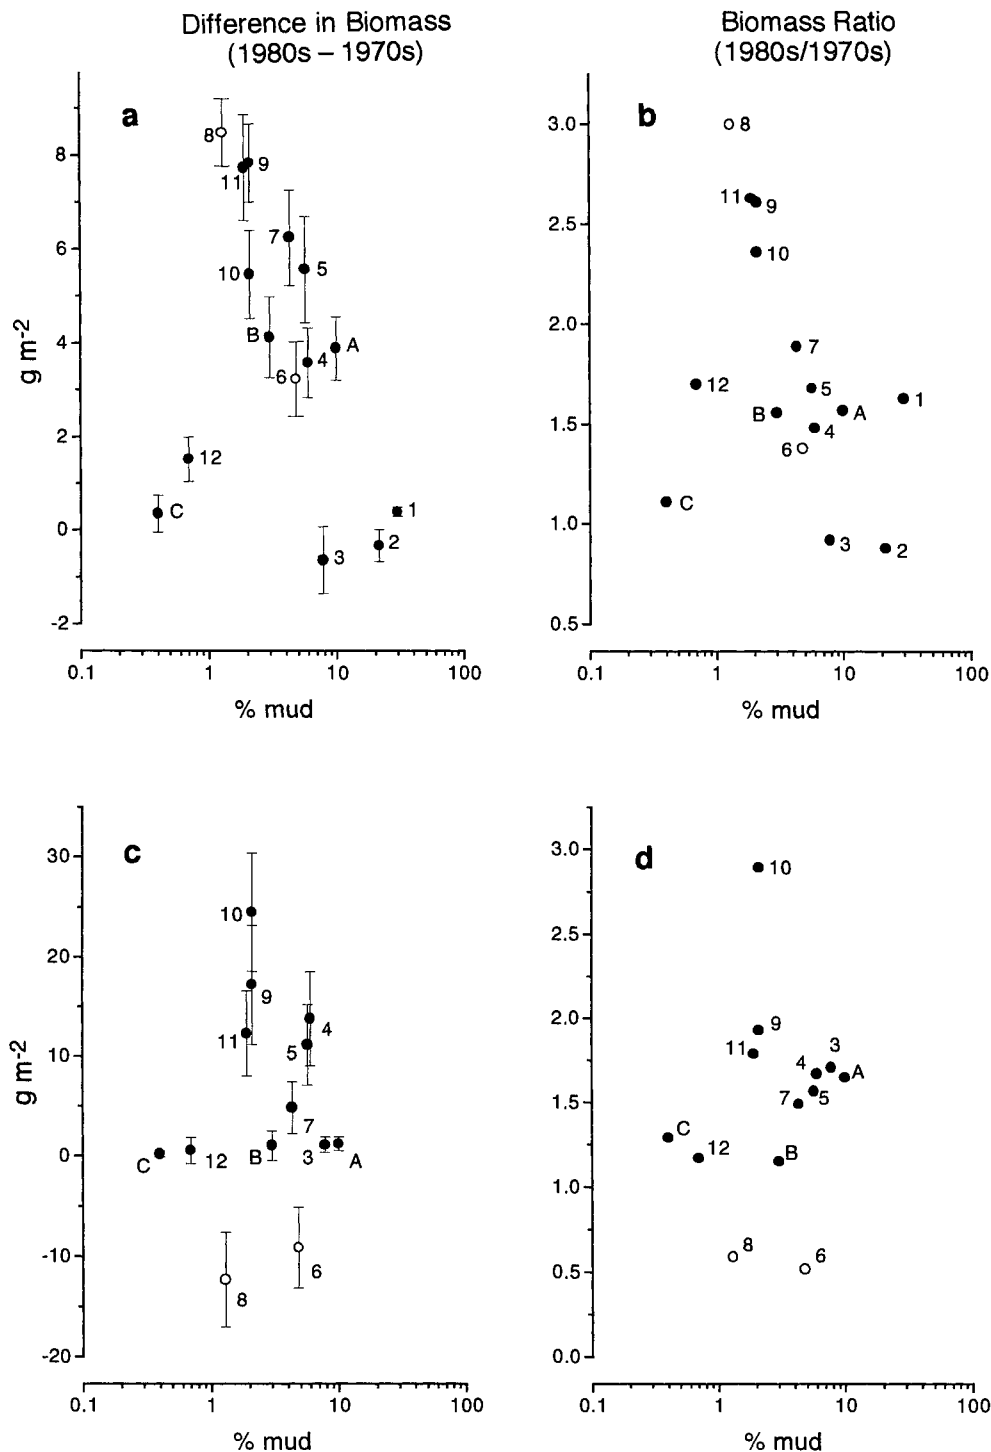 Difference in Biomass
(1980s – 1970s)
Biomass Ratio
(1980s/1970s)
a
8
6
4
2
0
-2
g m-2
8
9
11
7
5
10
B
A
4
6
12
C
1
2
3
0.1 1 10 100
% mud
b
3.0
2.5
2.0
1.5
1.0
0.5
8
11
9
10
7
12
5
1
B
A
4
6
C
3
2
0.1 1 10 100
% mud
c
30
20
10
0
-10
-20
g m-2
10
9
11
4
5
7
C
12
B
3
A
6
8
0.1 1 10 100
% mud
d
3.0
2.5
2.0
1.5
1.0
0.5
0.0
10
9
11
3
4
A
7
5
C
12
B
8
6
0.1 1 10 100
% mud